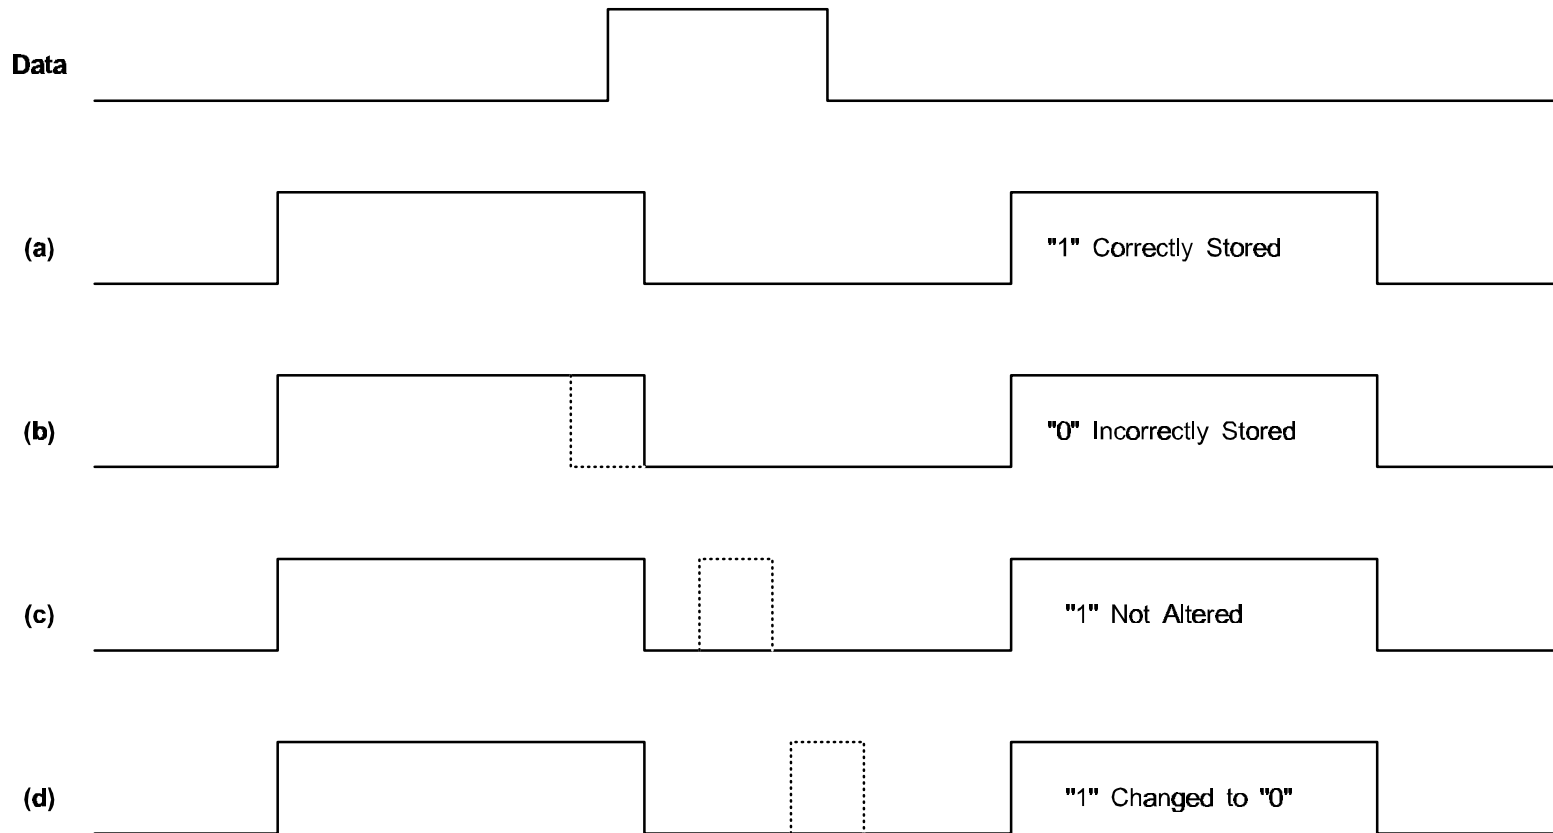 Data
(a)
"1" Correctly Stored
(b)
"0" Incorrectly Stored
(c)
"1" Not Altered
(d)
"1" Changed to "0"